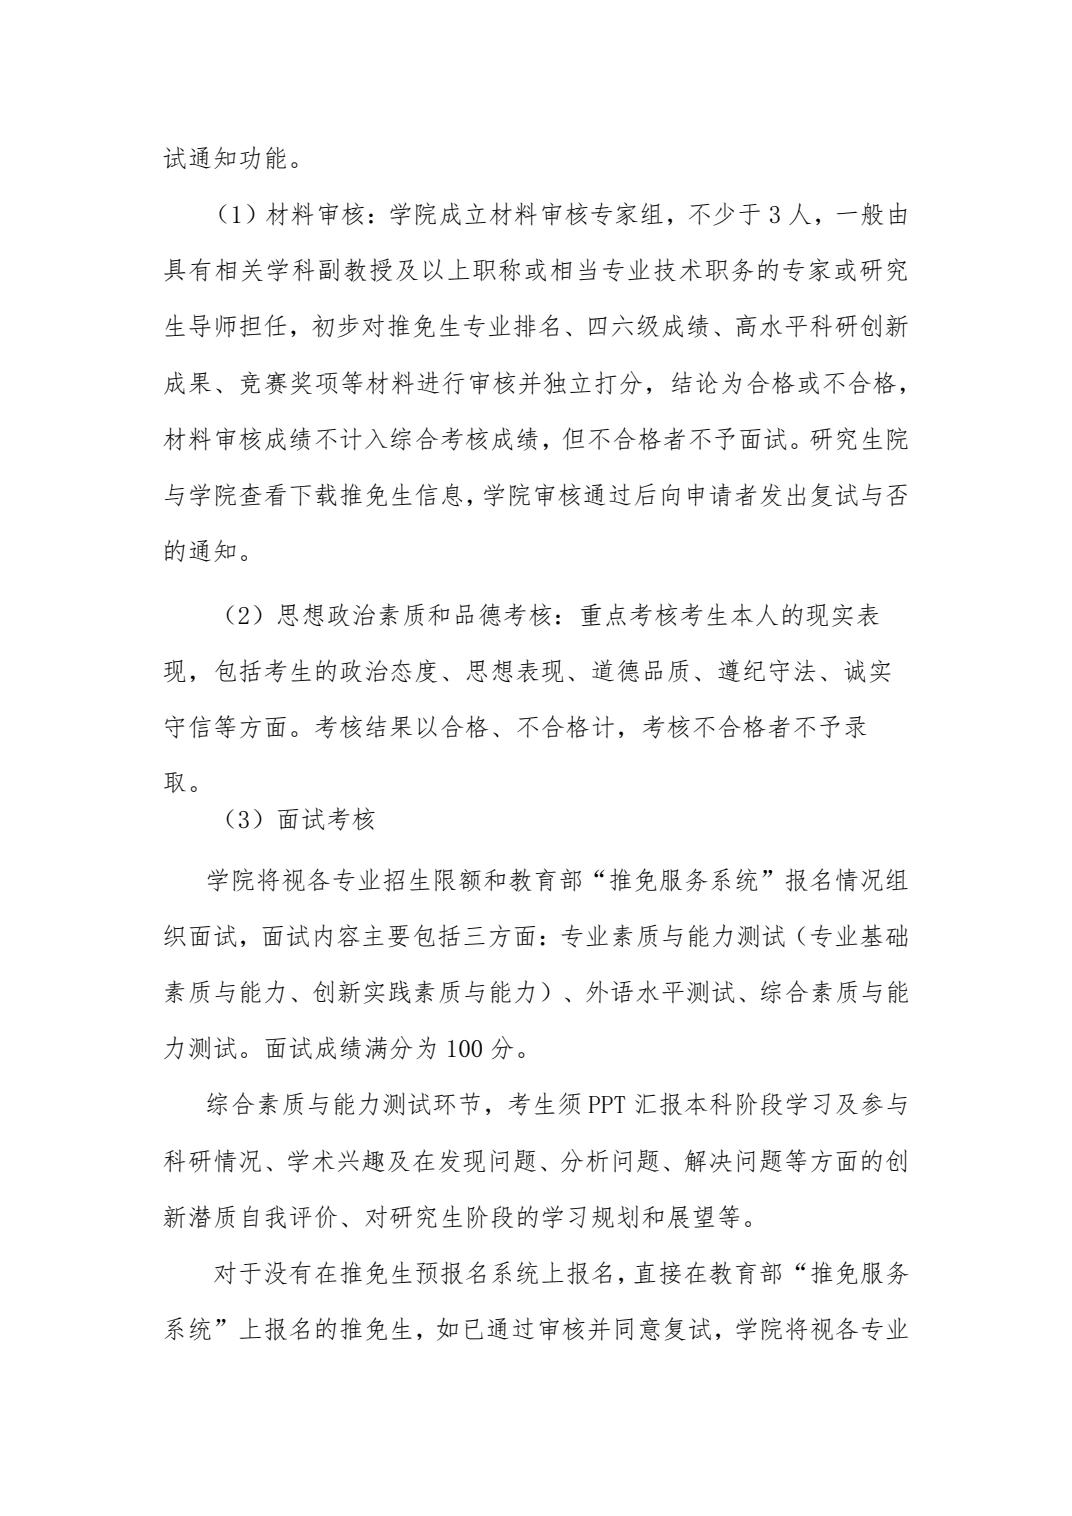 试通知功能。
（1）材料审核：学院成立材料审核专家组，不少于 3 人，一般由
具有相关学科副教授及以上职称或相当专业技术职务的专家或研究
生导师担任，初步对推免生专业排名、四六级成绩、高水平科研创新
成果、竞赛奖项等材料进行审核并独立打分，结论为合格或不合格，
材料审核成绩不计入综合考核成绩，但不合格者不予面试。研究生院
与学院查看下载推免生信息，学院审核通过后向申请者发出复试与否
的通知。
（2）思想政治素质和品德考核：重点考核考生本人的现实表
现，包括考生的政治态度、思想表现、道德品质、遵纪守法、诚实
守信等方面。考核结果以合格、不合格计，考核不合格者不予录
取。
（3）面试考核
学院将视各专业招生限额和教育部“推免服务系统”报名情况组
织面试，面试内容主要包括三方面：专业素质与能力测试（专业基础
素质与能力、创新实践素质与能力）、外语水平测试、综合素质与能
力测试。面试成绩满分为 100 分。
综合素质与能力测试环节，考生须 PPT 汇报本科阶段学习及参与
科研情况、学术兴趣及在发现问题、分析问题、解决问题等方面的创
新潜质自我评价、对研究生阶段的学习规划和展望等。
对于没有在推免生预报名系统上报名，直接在教育部“推免服务
系统”上报名的推免生，如已通过审核并同意复试，学院将视各专业